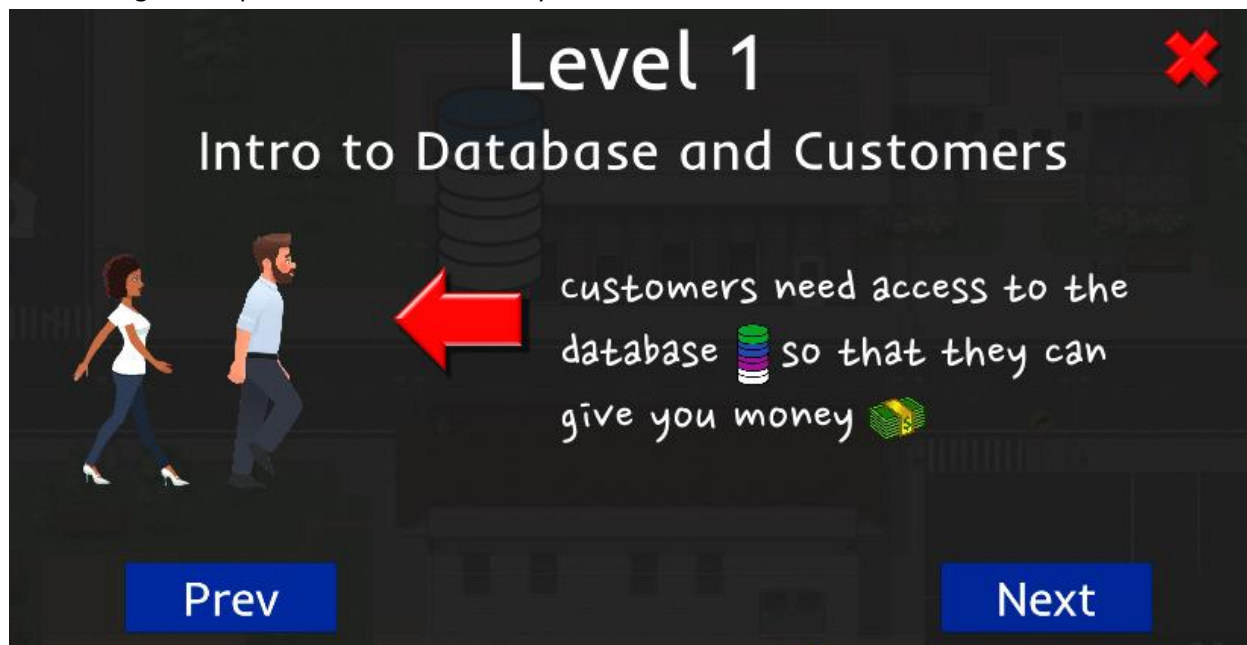 Level 1
Intro to Database and Customers
customers need access to the
database so that they can
give you money
Prev
Next